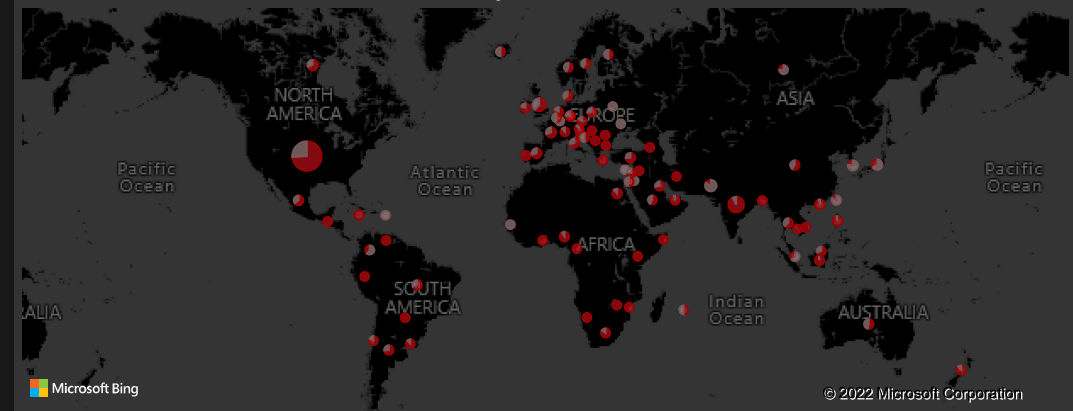 NORTH
AMERICA
EUROPE
ASIA
Pacific
Ocean
Atlantic
Ocean
Pacific
Ocean
AFRICA
SOUTH
AMERICA
Indian
Ocean
RALIA
AUSTRALIA
Microsoft Bing
© 2022 Microsoft Corporation